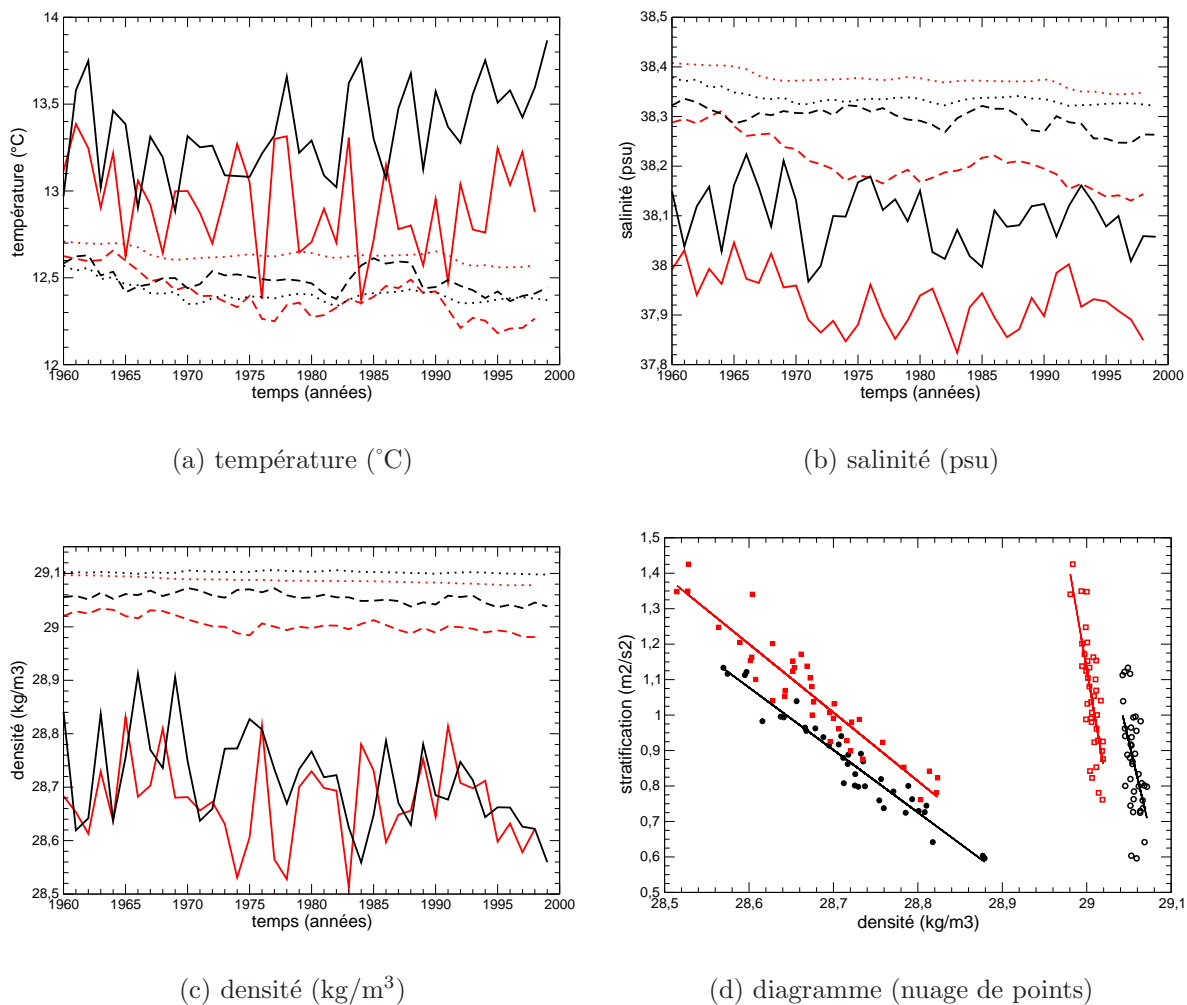 14
13,5
13
12,5
12
température (°C)
1960 1965 1970 1975 1980 1985 1990 1995 2000
temps (années)
(a) température (°C)
38,5
38,4
38,3
38,2
38,1
38
37,9
37,8
salinité (psu)
1960 1965 1970 1975 1980 1985 1990 1995 2000
temps (années)
(b) salinité (psu)
29,1
29
28,9
28,8
28,7
28,6
28,5
densité (kg/m3)
1960 1965 1970 1975 1980 1985 1990 1995 2000
temps (années)
(c) densité (kg/m³)
1,5
1,4
1,3
1,2
1,1
1
0,9
0,8
0,7
0,6
0,5
stratification (m2/s2)
28,5 28,6 28,7 28,8 28,9 29 29,1
densité (kg/m3)
(d) diagramme (nuage de points)